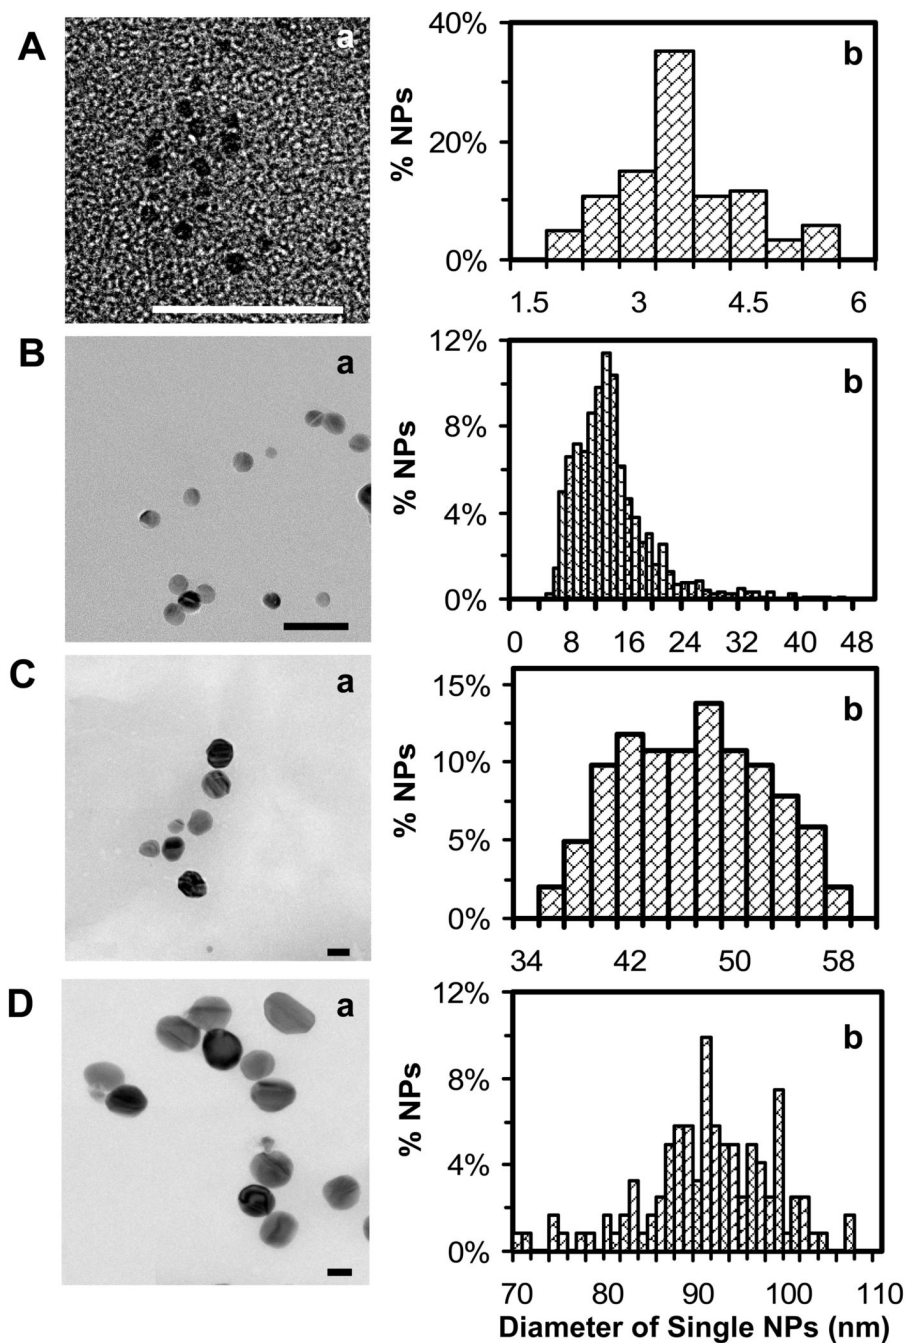 A
a
b
40%
20%
0%
% NPs
1.5 3 4.5 6
B
a
b
12%
8%
4%
0%
% NPs
0 8 16 24 32 40 48
C
a
b
15%
10%
5%
0%
% NPs
34 42 50 58
D
a
b
12%
8%
4%
0%
% NPs
70 80 90 100 110
Diameter of Single NPs (nm)